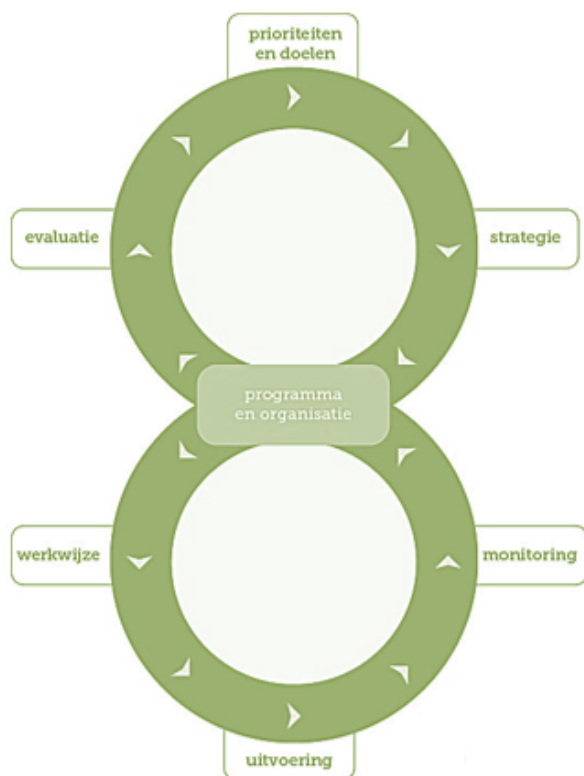 prioriteiten
en doelen
evaluatie
strategie
programma
en organisatie
werkwijze
monitoring
uitvoering